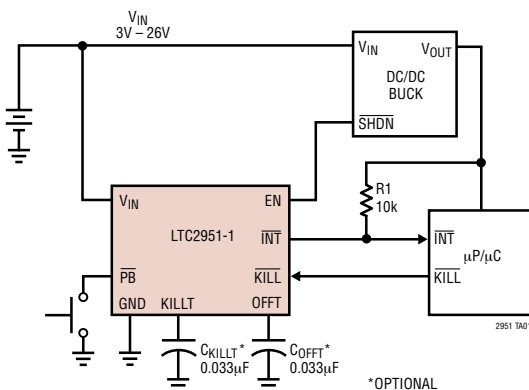 VIN
3V – 26V
VIN
VOUT
DC/DC
BUCK
SHDN
R1
10k
VIN
EN
LTC2951-1
INT
INT
µP/µC
PB
KILL
KILL
GND
KILLT
OFFT
CKILLT*
0.033µF
COFFT*
0.033µF
2951 TA01
*OPTIONAL